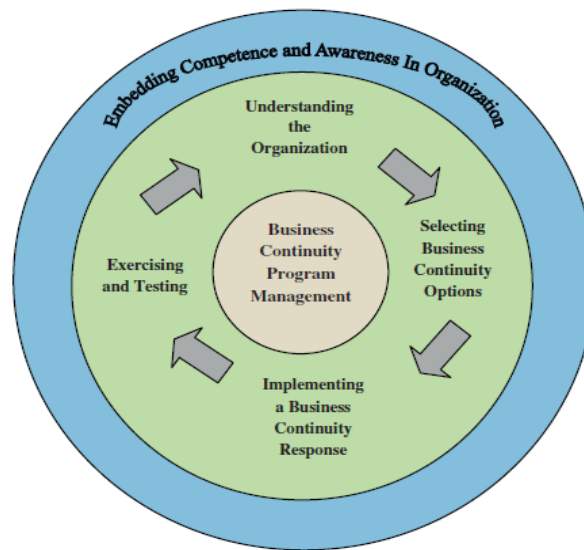 Embedding Competence and Awareness In Organization
Understanding
the
Organization
Selecting
Business
Continuity
Options
Implementing
a Business
Continuity
Response
Exercising
and Testing
Business
Continuity
Program
Management